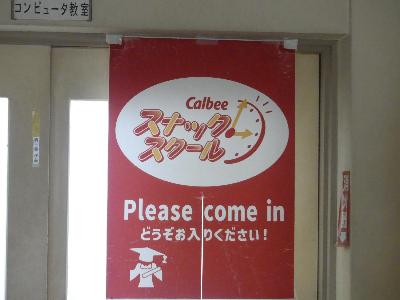 コンピュータ教室
Calbee
スナック
スクール
Please come in
どうぞお入りください!